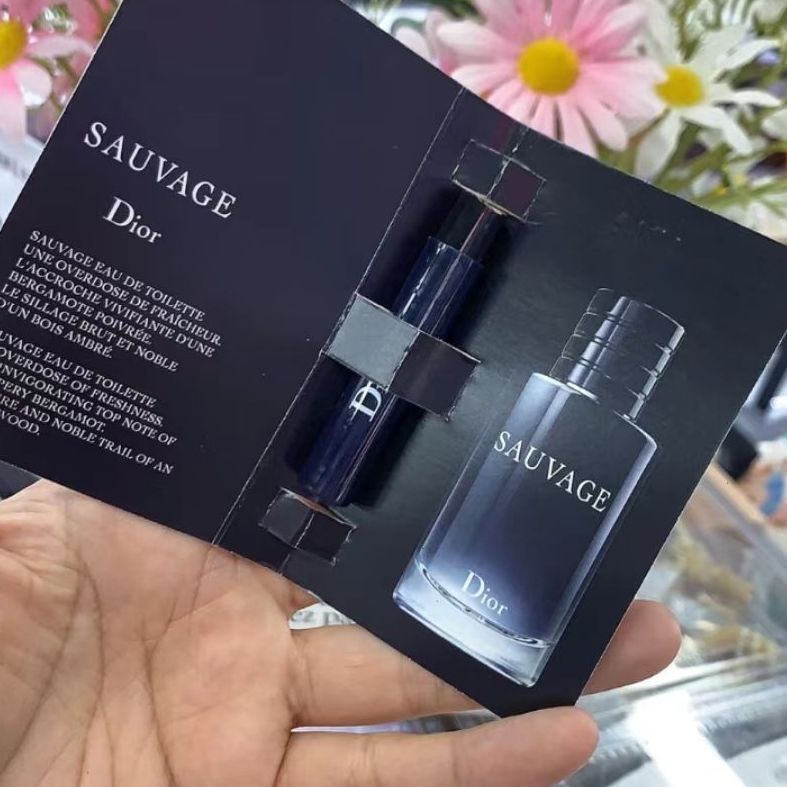 SAUVAGE
Dior
SAUVAGE EAU DE TOILETTE
UNE OVERDOSE DE FRAÎCHEUR.
L'ACCROCHE VIVIFIANTE D'UNE
BERGAMOTE POIVRÉE.
LE SILLAGE BRUT ET NOBLE
D'UN BOIS AMBRÉ.
UVAGE EAU DE TOILETTE
OVERDOSE OF FRESHNESS.
INVIGORATING TOP NOTE OF
PERY BERGAMOT.
RE AND NOBLE TRAIL OF AN
WOOD.
D
SAUVAGE
Dior